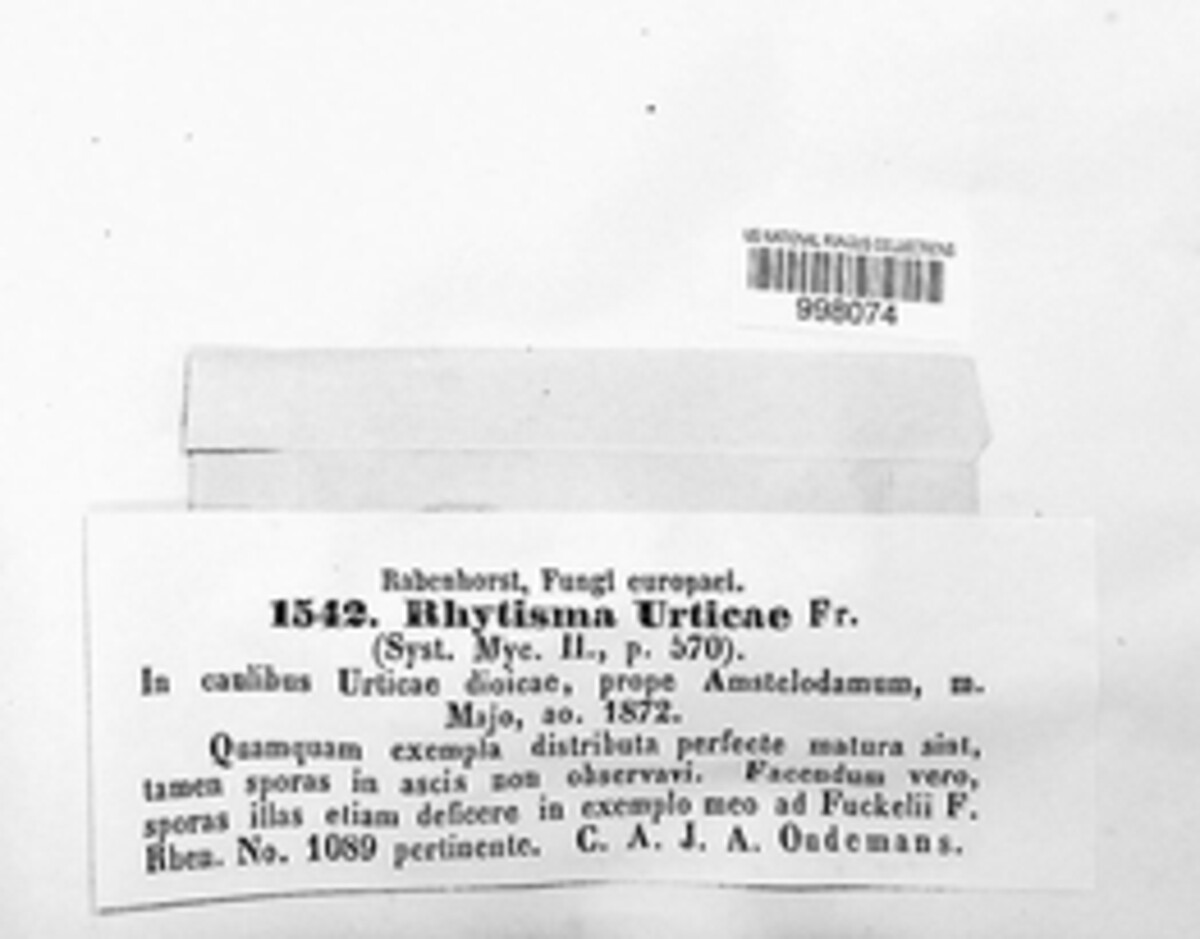 US NATIONAL FUNGUS COLLECTIONS
998074
Rabenhorst, Fungi europaei.
1542. Rhytisma Urticae Fr.
(Syst. Myc. II., p. 570).
In caulibus Urticae dioicae, prope Amstelodamum, m.
Majo, ao. 1872.
Quamquam exempla distributa perfecte matura sint,
tamen sporas in ascis non observavi. Facendum vero,
sporas illas etiam deficere in exemplo meo ad Fuckelii F.
Rhen. No. 1089 pertinente. C. A. J. A. Oudemans.